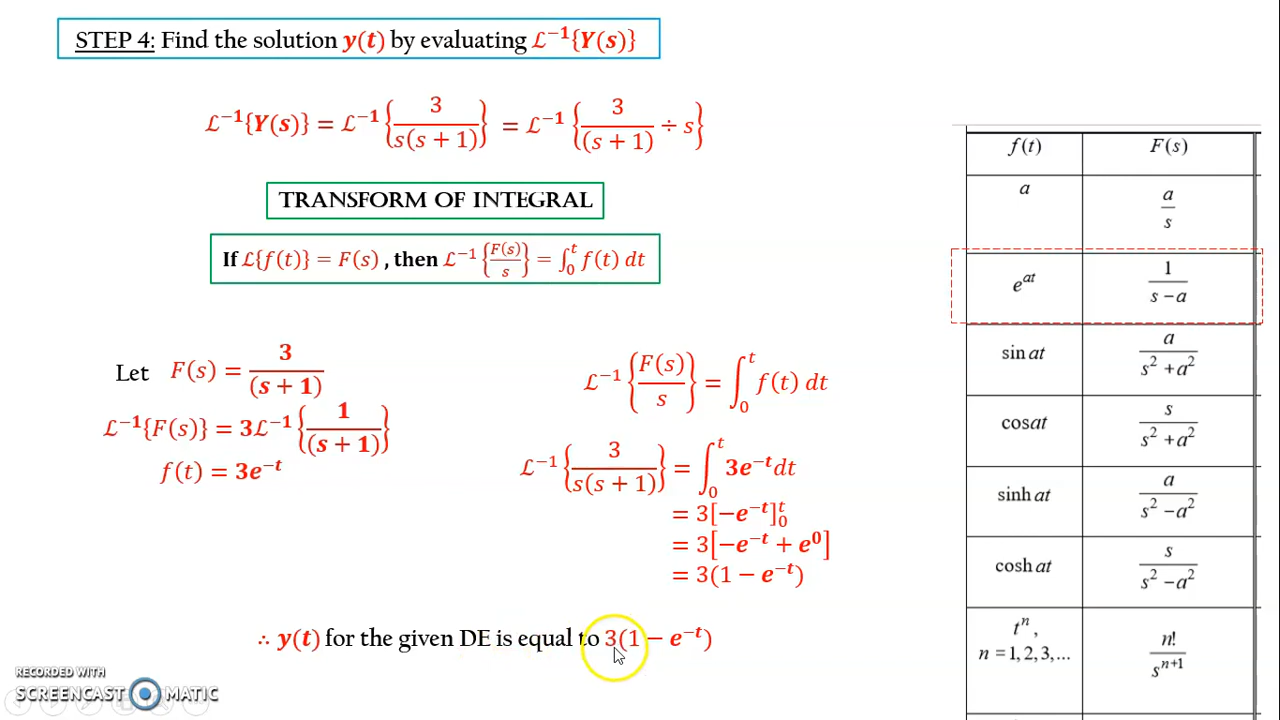 STEP 4: Find the solution y(t) by evaluating ℒ⁻¹{Y(s)}
ℒ⁻¹{Y(s)} = ℒ⁻¹ {3 / s(s + 1)} = ℒ⁻¹ {3 / (s + 1) ÷ s}
TRANSFORM OF INTEGRAL
If ℒ{f(t)} = F(s) , then ℒ⁻¹ {F(s) / s} = ∫₀ᵗ f(t) dt
Let F(s) = 3 / (s + 1)
ℒ⁻¹{F(s)} = 3ℒ⁻¹ {1 / (s + 1)}
f(t) = 3e⁻ᵗ
ℒ⁻¹ {F(s) / s} = ∫₀ᵗ f(t) dt
ℒ⁻¹ {3 / s(s + 1)} = ∫₀ᵗ 3e⁻ᵗdt
= 3[−e⁻ᵗ]₀ᵗ
= 3[−e⁻ᵗ + e⁰]
= 3(1 − e⁻ᵗ)
∴ y(t) for the given DE is equal to 3(1 − e⁻ᵗ)
f(t) F(s)
a a / s
eᵃᵗ 1 / s − a
sin at a / s² + a²
cosat s / s² + a²
sinh at a / s² − a²
cosh at s / s² − a²
tⁿ, n = 1, 2, 3, ... n! / sⁿ⁺¹
RECORDED WITH
SCREENCAST MATIC